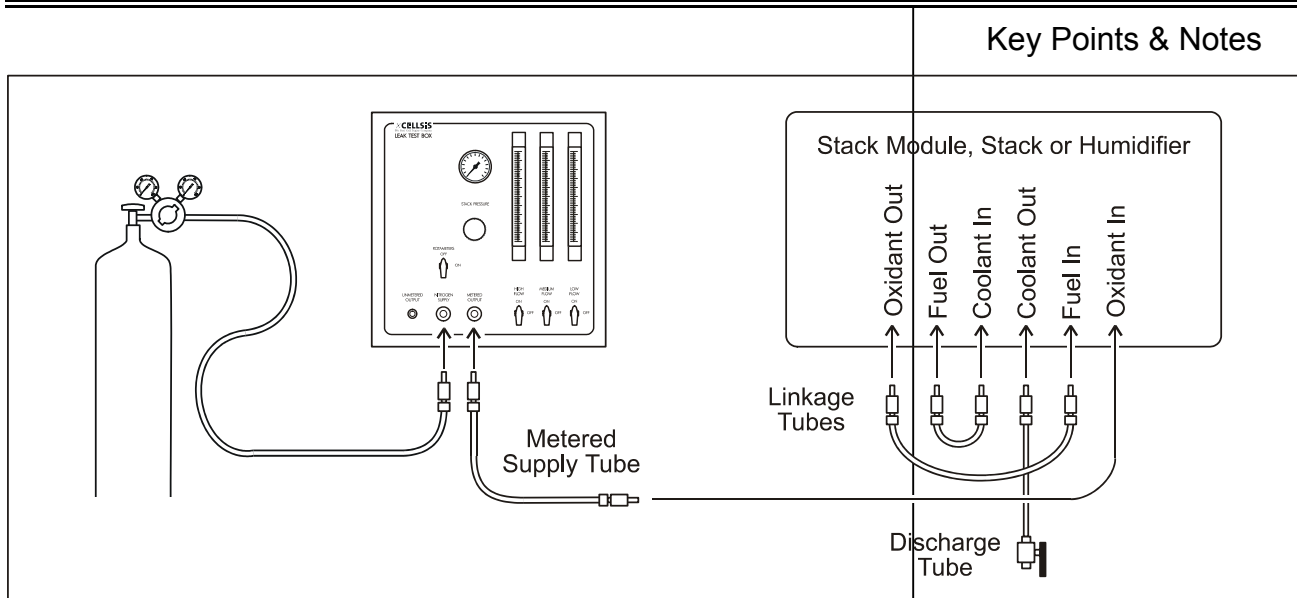 Key Points & Notes
XCELLSiS
LEAK TEST BOX
STACK PRESSURE
ROTAMETERS
OFF
ON
UNMETERED
OUTPUT
NITROGEN
SUPPLY
METERED
OUTPUT
HIGH
FLOW
MEDIUM
FLOW
LOW
FLOW
ON
ON
ON
OFF
OFF
OFF
Stack Module, Stack or Humidifier
Oxidant Out
Fuel Out
Coolant In
Coolant Out
Fuel In
Oxidant In
Linkage
Tubes
Metered
Supply Tube
Discharge
Tube